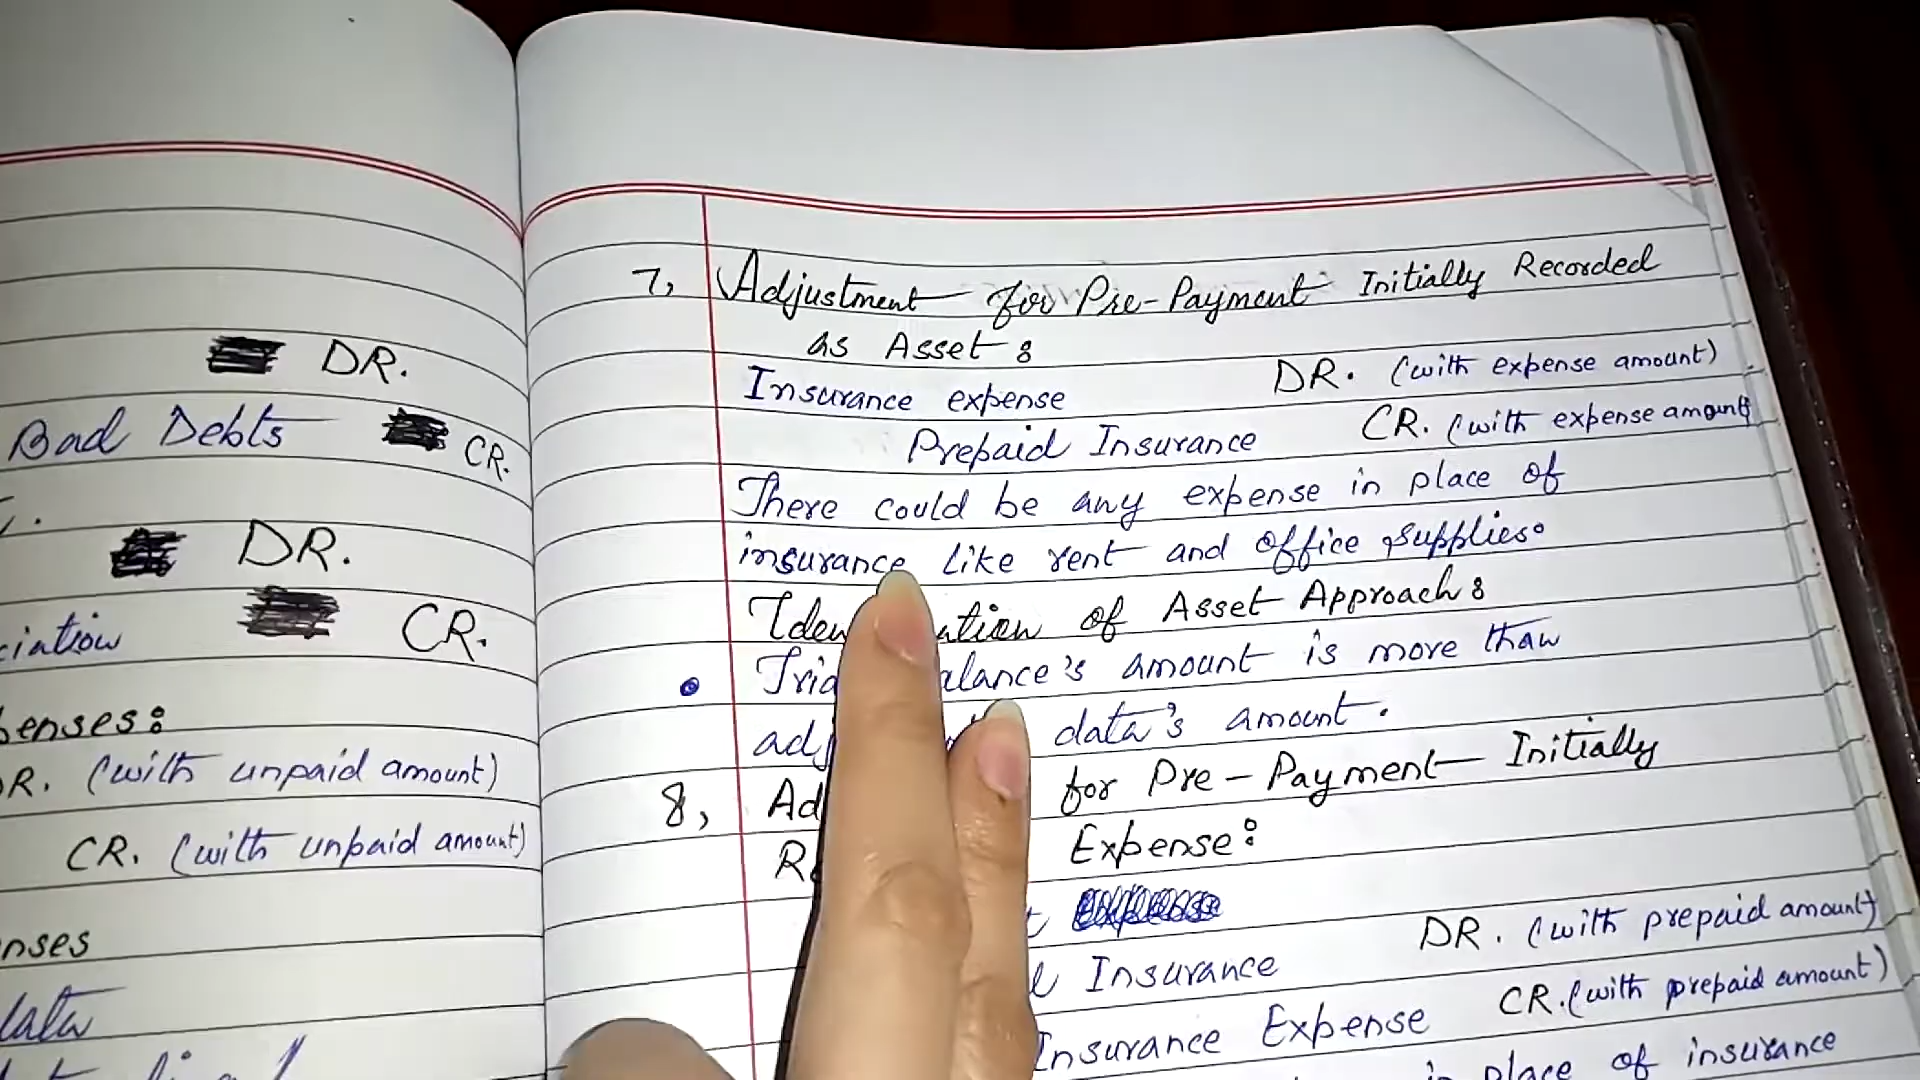 DR.
Bad Debts CR.
DR.
CR.
DR. (with unpaid amount)
CR. (with unpaid amount)
7, Adjustment for Pre-Payment Initially Recorded
as Asset :
Insurance expense DR. (with expense amount)
Prepaid Insurance CR. (with expense amount)
There could be any expense in place of
insurance like rent and office supplies.
of Asset Approach :
amount is more than
data's amount.
8, for Pre-Payment Initially
Expense :
Insurance DR. (with prepaid amount)
Insurance Expense CR. (with prepaid amount)
in place of insurance